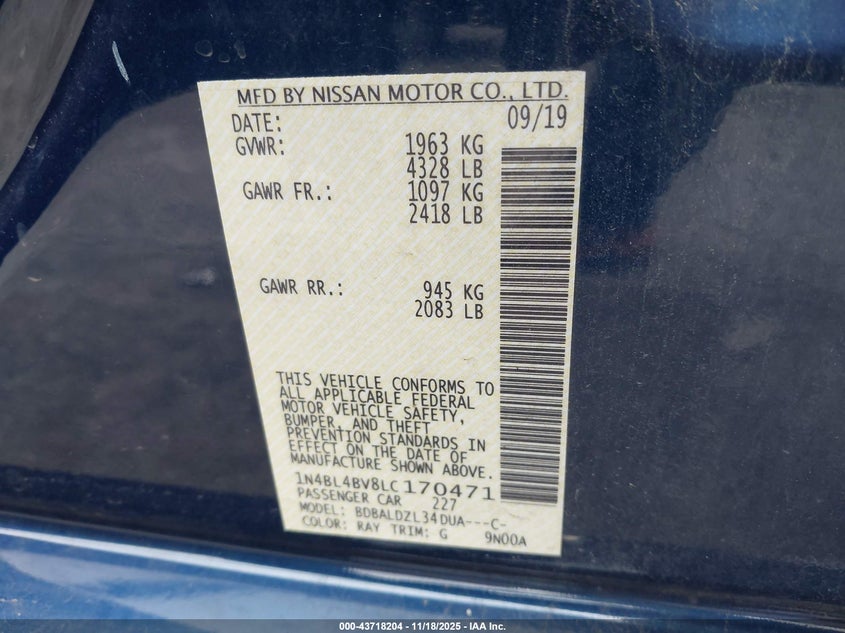 MFD BY NISSAN MOTOR CO., LTD.
DATE: 09/19
GVWR: 1963 KG
4328 LB
GAWR FR.: 1097 KG
2418 LB
GAWR RR.: 945 KG
2083 LB
THIS VEHICLE CONFORMS TO
ALL APPLICABLE FEDERAL
MOTOR VEHICLE SAFETY,
BUMPER, AND THEFT
PREVENTION STANDARDS IN
EFFECT ON THE DATE OF
MANUFACTURE SHOWN ABOVE.
1N4BL4BV8LC170471
PASSENGER CAR 227
MODEL: BDBALDZL34DUA---C-
COLOR: RAY TRIM: G 9N00A
000-43718204 - 11/18/2025 - IAA Inc.